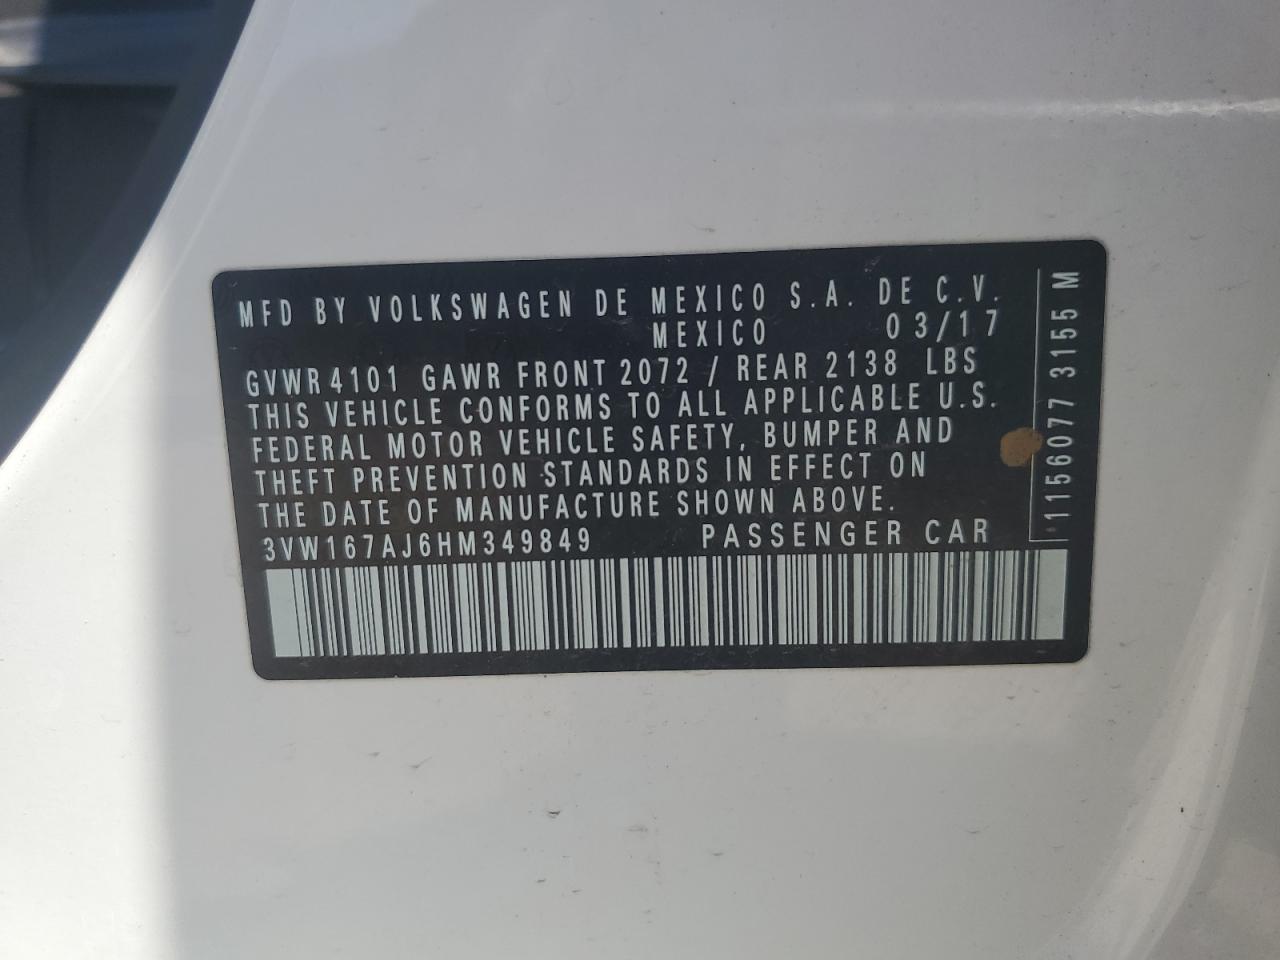 MFD BY VOLKSWAGEN DE MEXICO S.A. DE C.V.
MEXICO 03/17
GVWR 4101 GAWR FRONT 2072 / REAR 2138 LBS
THIS VEHICLE CONFORMS TO ALL APPLICABLE U.S.
FEDERAL MOTOR VEHICLE SAFETY, BUMPER AND
THEFT PREVENTION STANDARDS IN EFFECT ON
THE DATE OF MANUFACTURE SHOWN ABOVE.
3VW167AJ6HM349849 PASSENGER CAR
1156077 3155 M